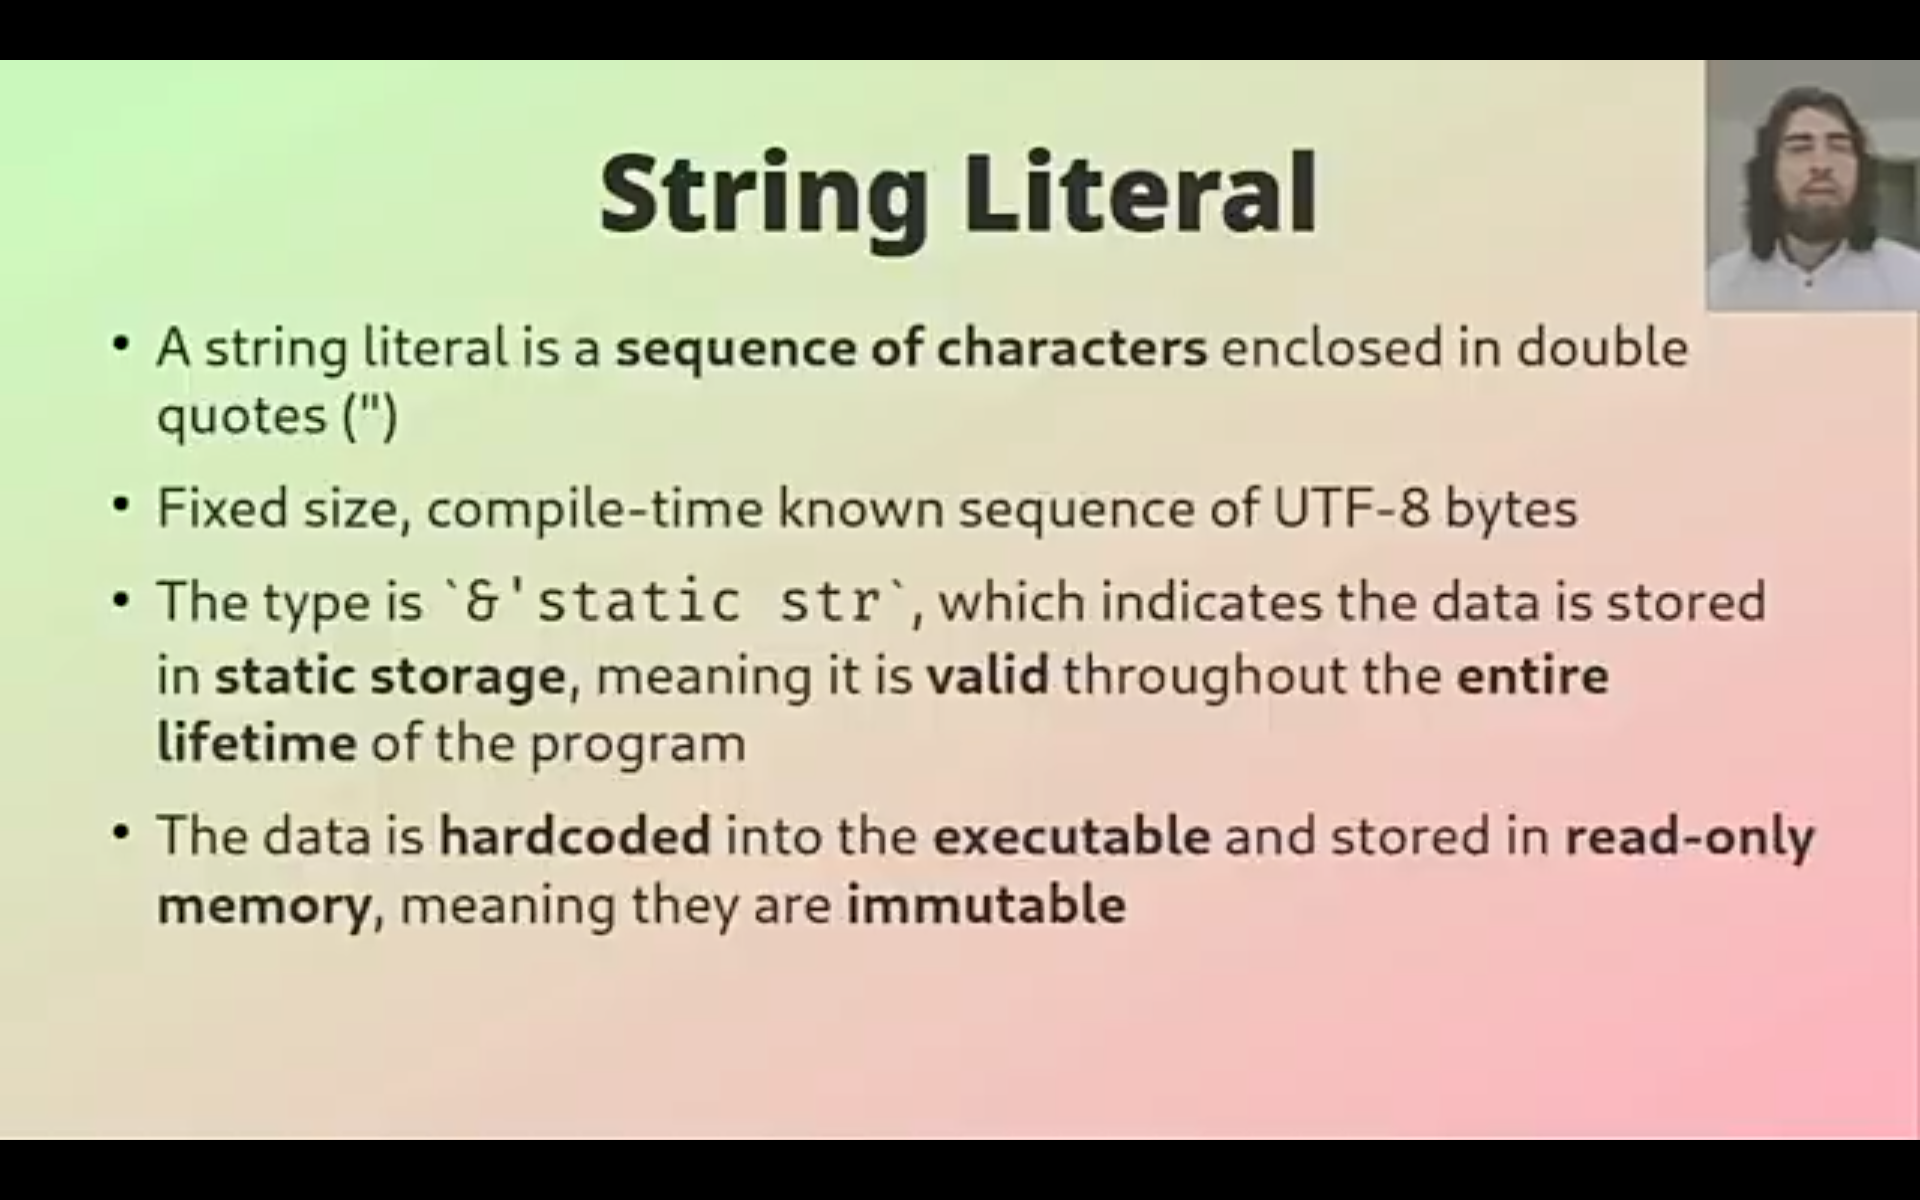 String Literal
• A string literal is a sequence of characters enclosed in double
quotes (")
• Fixed size, compile-time known sequence of UTF-8 bytes
• The type is `&'static str`, which indicates the data is stored
in static storage, meaning it is valid throughout the entire
lifetime of the program
• The data is hardcoded into the executable and stored in read-only
memory, meaning they are immutable